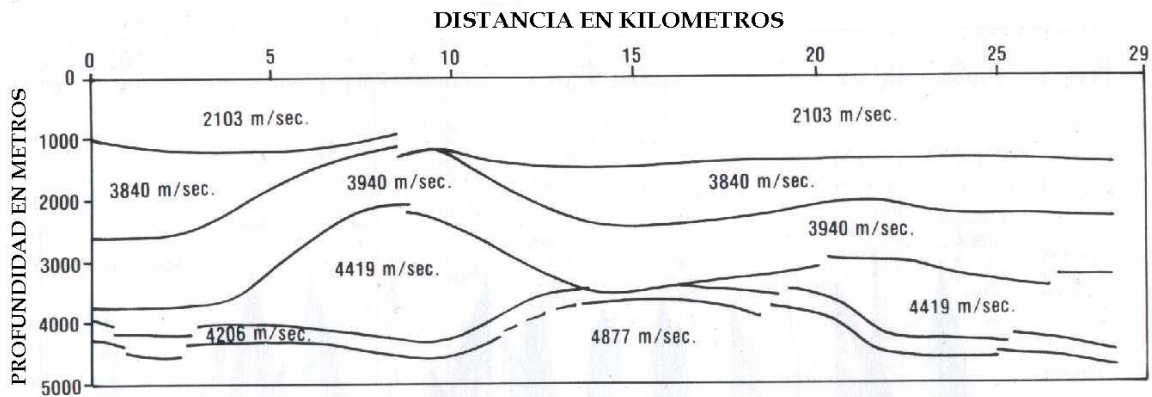 DISTANCIA EN KILOMETROS
0 5 10 15 20 25 29
PROFUNDIDAD EN METROS
0
1000
2000
3000
4000
5000
2103 m/sec. 2103 m/sec.
3840 m/sec. 3940 m/sec. 3840 m/sec.
3940 m/sec.
4419 m/sec.
4419 m/sec.
4206 m/sec. 4877 m/sec.